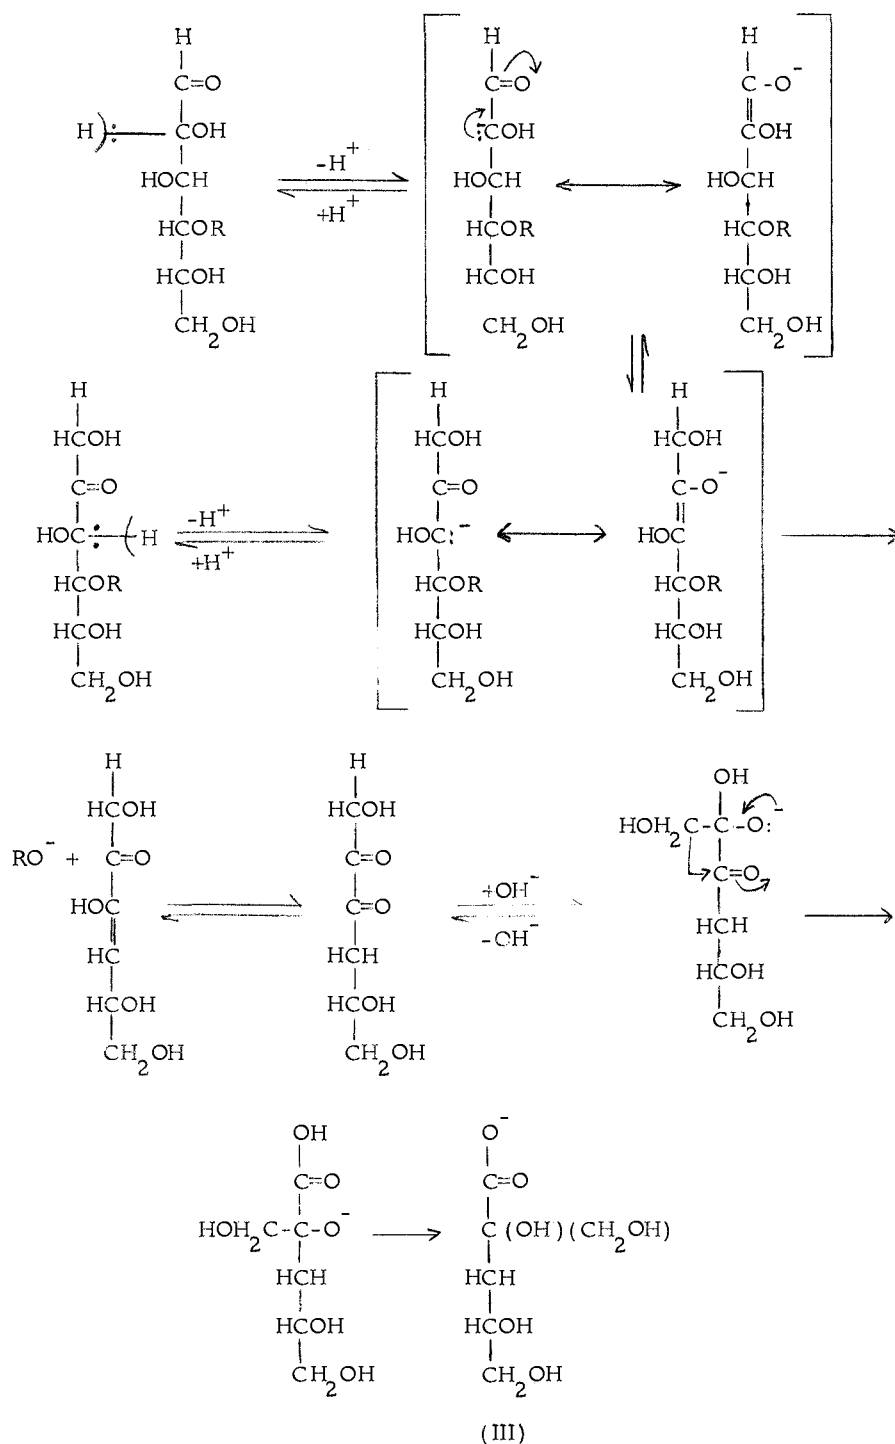 H H H
C=O C=O C-O⁻
H):—COH :COH COH
HOCH -H⁺ HOCH HOCH
+H⁺
HCOR HCOR HCOR
HCOH HCOH HCOH
CH₂OH CH₂OH CH₂OH
H H H
HCOH HCOH HCOH
C=O C=O C-O⁻
HOC:—(H -H⁺ HOC:⁻ HOC
+H⁺
HCOR HCOR HCOR
HCOH HCOH HCOH
CH₂OH CH₂OH CH₂OH
H H OH
HCOH HCOH HOH₂C-C-O:⁻
RO⁻ + C=O C=O C=O
HOC C=O +OH⁻
-OH⁻
HC HCH HCH
HCOH HCOH HCOH
CH₂OH CH₂OH CH₂OH
OH O⁻
C=O C=O
HOH₂C-C-O⁻ C(OH)(CH₂OH)
HCH HCH
HCOH HCOH
CH₂OH CH₂OH
(III)